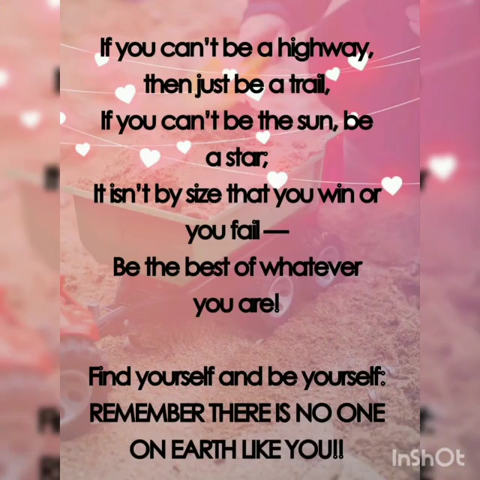 If you can't be a highway,
then just be a trail,
If you can't be the sun, be
a star;
It isn't by size that you win or
you fail —
Be the best of whatever
you are!
Find yourself and be yourself:
REMEMBER THERE IS NO ONE
ON EARTH LIKE YOU!!
InShOt